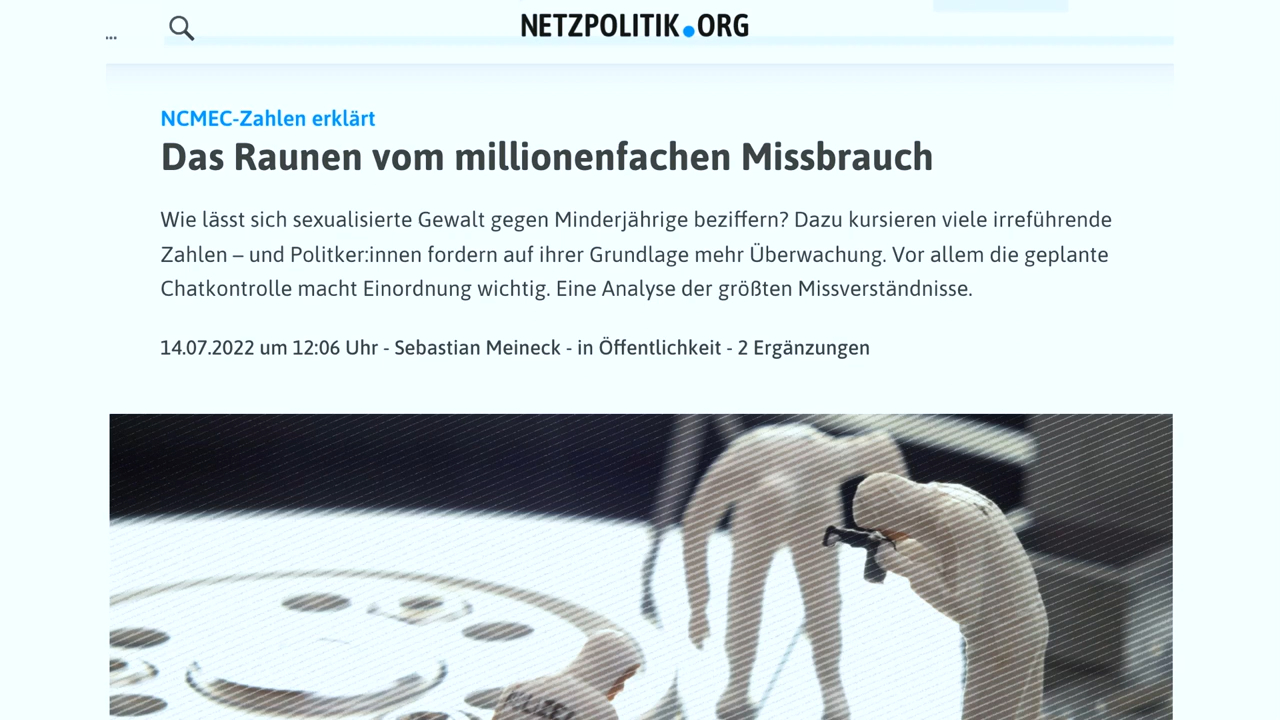 ...
NETZPOLITIK.ORG
NCMEC-Zahlen erklärt
Das Raunen vom millionenfachen Missbrauch
Wie lässt sich sexualisierte Gewalt gegen Minderjährige beziffern? Dazu kursieren viele irreführende
Zahlen – und Politker:innen fordern auf ihrer Grundlage mehr Überwachung. Vor allem die geplante
Chatkontrolle macht Einordnung wichtig. Eine Analyse der größten Missverständnisse.
14.07.2022 um 12:06 Uhr - Sebastian Meineck - in Öffentlichkeit - 2 Ergänzungen
POLIZEI